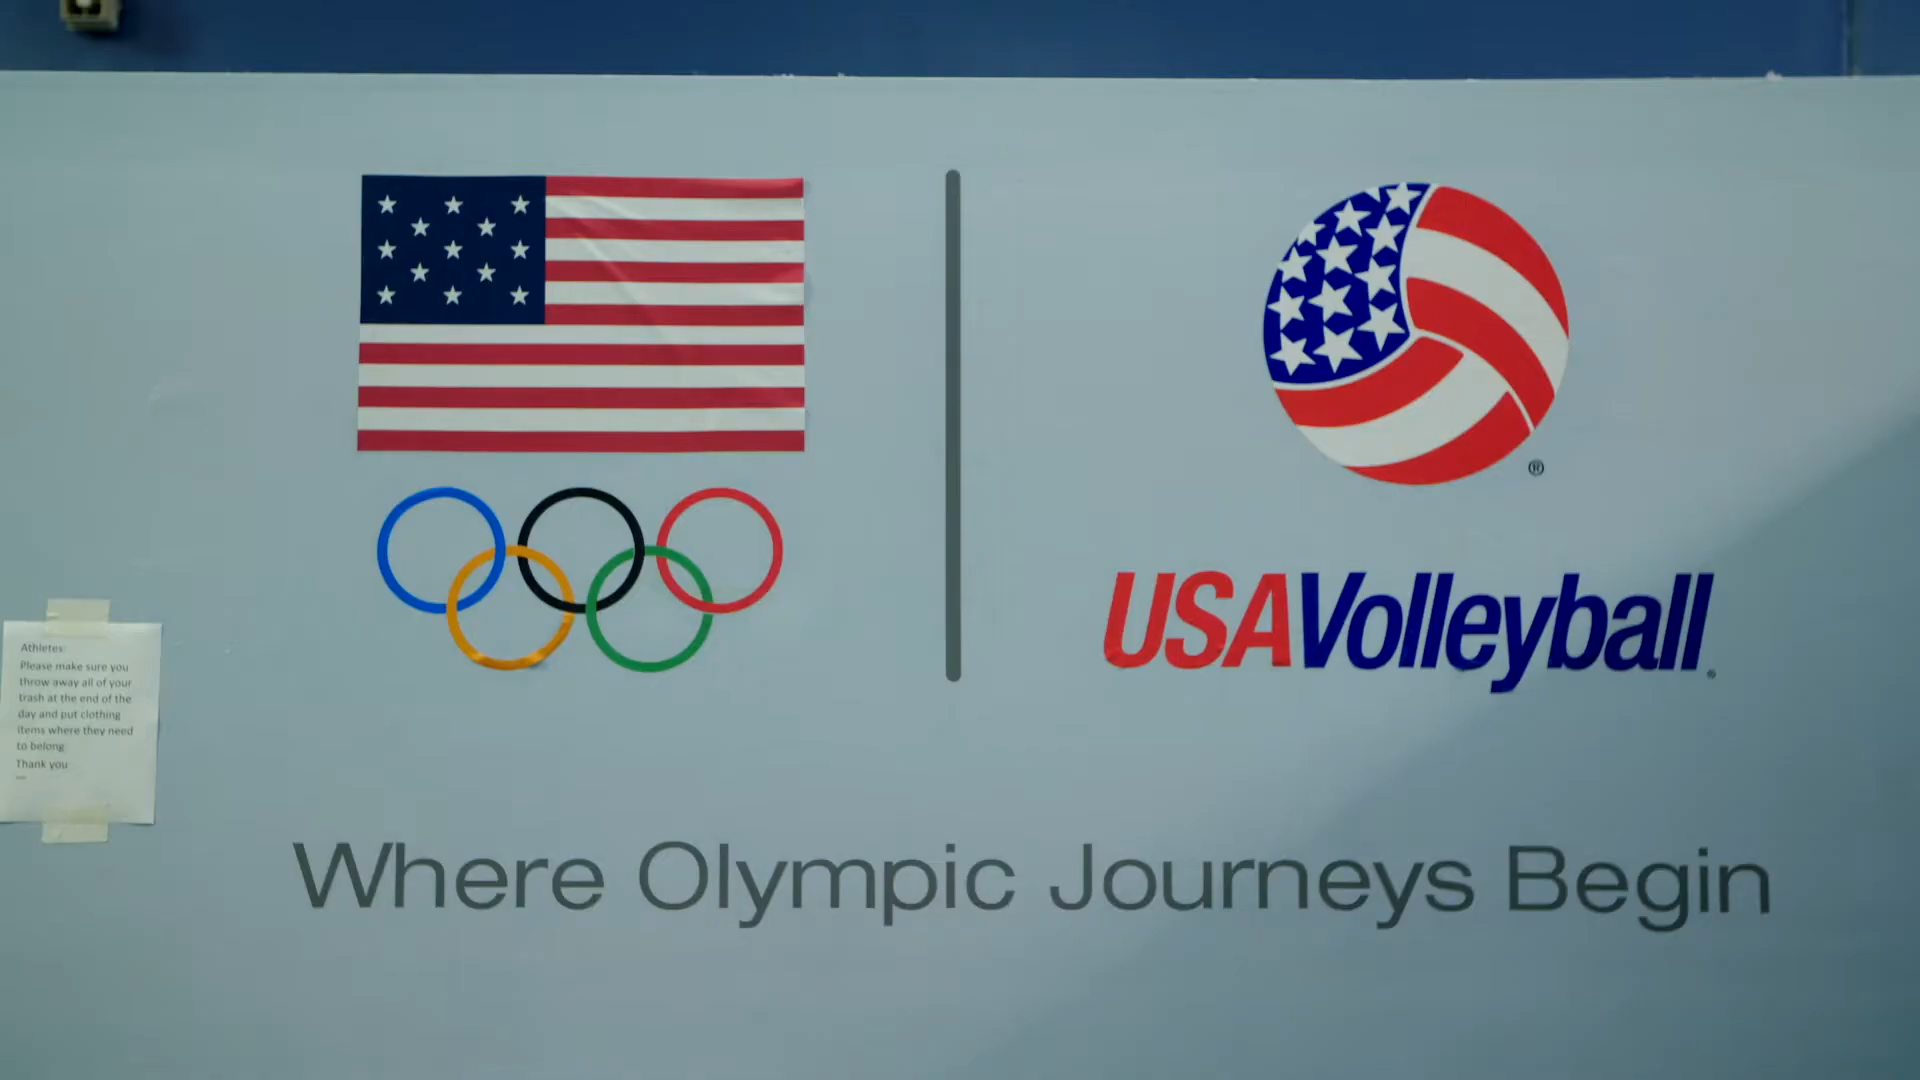 ®
USAVolleyball®
Athletes:
Please make sure you
throw away all of your
trash at the end of the
day and put clothing
items where they need
to belong.
Thank you
Where Olympic Journeys Begin